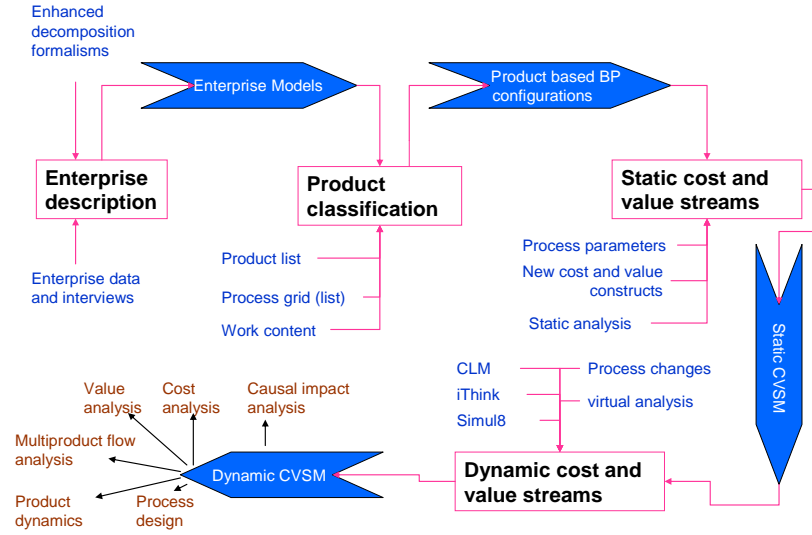 Enhanced
decomposition
formalisms
Enterprise Models
Product based BP
configurations
Enterprise
description
Product
classification
Static cost and
value streams
Enterprise data
and interviews
Product list
Process grid (list)
Work content
Process parameters
New cost and value
constructs
Static analysis
Static CVSM
CLM
iThink
Simul8
Process changes
virtual analysis
Dynamic cost and
value streams
Dynamic CVSM
Value
analysis
Cost
analysis
Causal impact
analysis
Multiproduct flow
analysis
Product
dynamics
Process
design